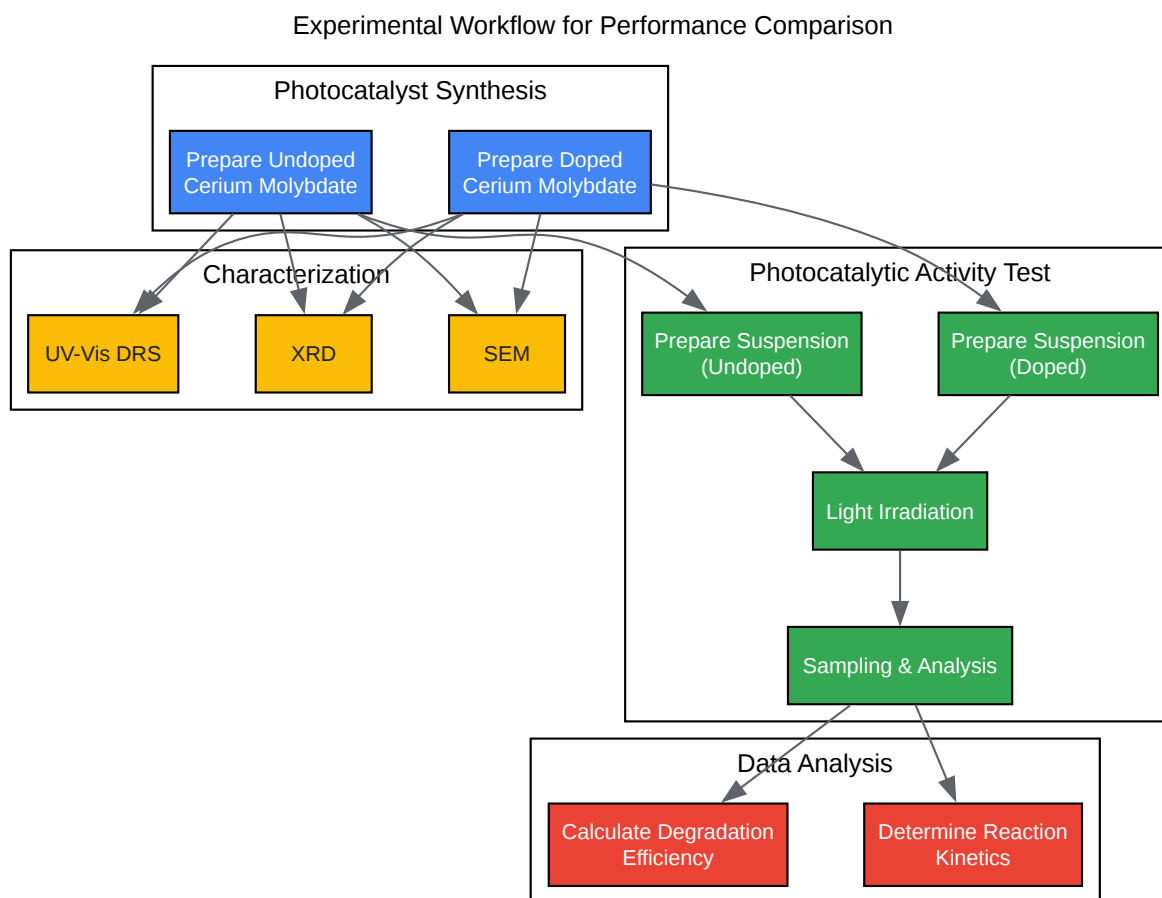 Experimental Workflow for Performance Comparison
Photocatalyst Synthesis
Prepare Undoped
Cerium Molybdate
Prepare Doped
Cerium Molybdate
Characterization
UV-Vis DRS
XRD
SEM
Photocatalytic Activity Test
Prepare Suspension
(Undoped)
Prepare Suspension
(Doped)
Light Irradiation
Sampling & Analysis
Data Analysis
Calculate Degradation
Efficiency
Determine Reaction
Kinetics